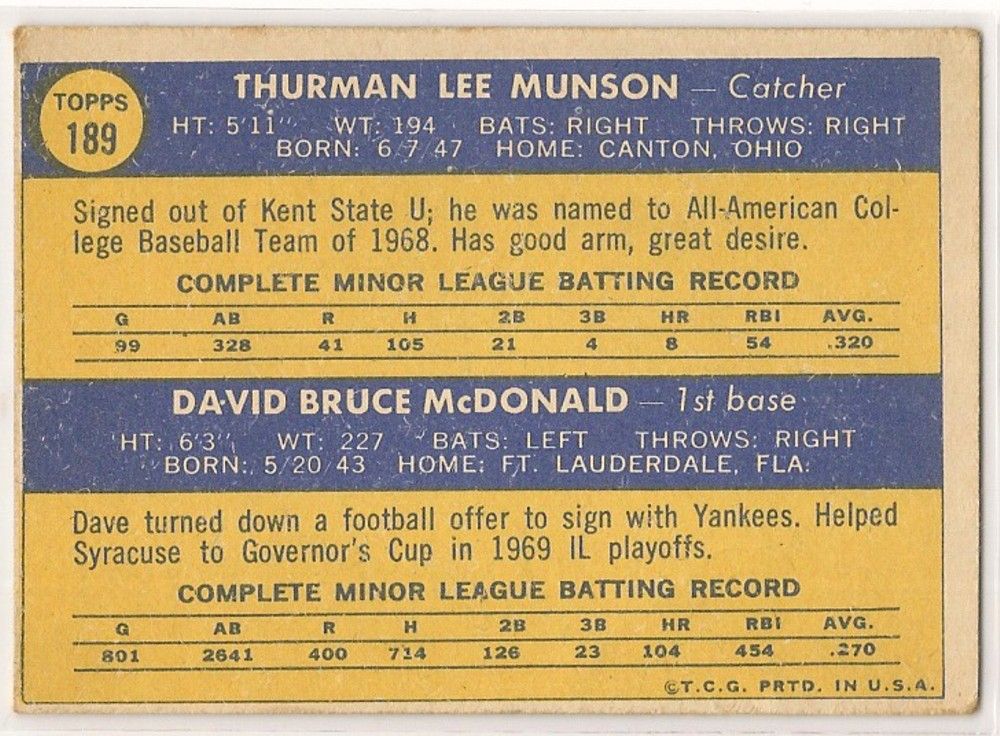 TOPPS
189
THURMAN LEE MUNSON — Catcher
HT: 5'11" WT: 194 BATS: RIGHT THROWS: RIGHT
BORN: 6/7/47 HOME: CANTON, OHIO
Signed out of Kent State U; he was named to All-American Col-
lege Baseball Team of 1968. Has good arm, great desire.
COMPLETE MINOR LEAGUE BATTING RECORD
G AB R H 2B 3B HR RBI AVG.
99 328 41 105 21 4 8 54 .320
DAVID BRUCE McDONALD — 1st base
HT: 6'3" WT: 227 BATS: LEFT THROWS: RIGHT
BORN: 5/20/43 HOME: FT. LAUDERDALE, FLA.
Dave turned down a football offer to sign with Yankees. Helped
Syracuse to Governor's Cup in 1969 IL playoffs.
COMPLETE MINOR LEAGUE BATTING RECORD
G AB R H 2B 3B HR RBI AVG.
801 2641 400 714 126 23 104 454 .270
©T.C.G. PRTD. IN U.S.A.